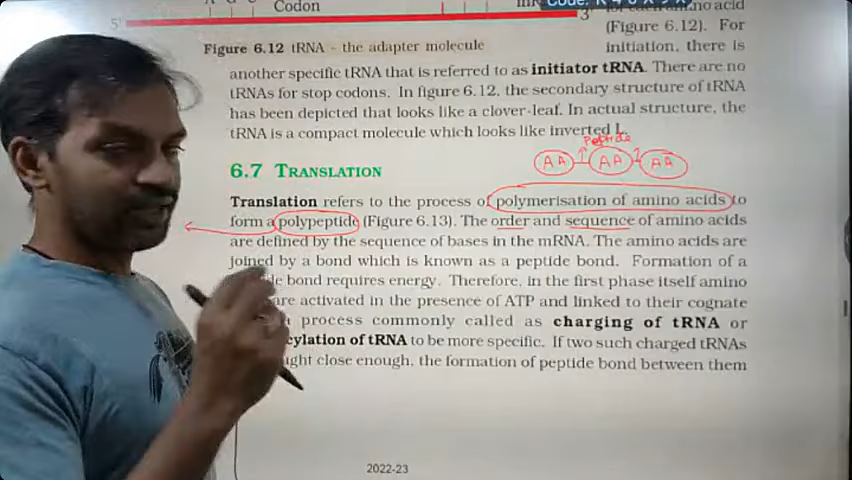 Codon
5'
3'
Figure 6.12 tRNA - the adapter molecule
(Figure 6.12). For
initiation, there is
another specific tRNA that is referred to as initiator tRNA. There are no
tRNAs for stop codons. In figure 6.12, the secondary structure of tRNA
has been depicted that looks like a clover-leaf. In actual structure, the
tRNA is a compact molecule which looks like inverted L.
Peptide
AA AA AA
6.7 TRANSLATION
Translation refers to the process of polymerisation of amino acids to
form a polypeptide (Figure 6.13). The order and sequence of amino acids
are defined by the sequence of bases in the mRNA. The amino acids are
joined by a bond which is known as a peptide bond. Formation of a
bond requires energy. Therefore, in the first phase itself amino
are activated in the presence of ATP and linked to their cognate
process commonly called as charging of tRNA or
of tRNA to be more specific. If two such charged tRNAs
close enough, the formation of peptide bond between them
2022-23